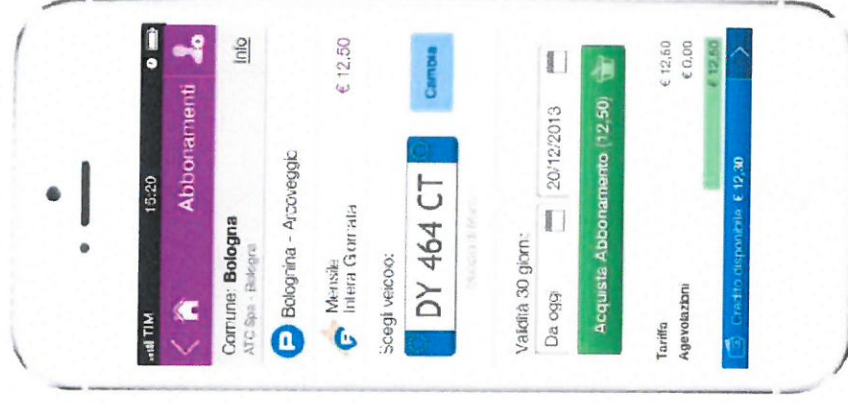 TIM 15:20
Abbonamenti
Comune: Bologna Info
ATC Spa - Bologna
P Bolognina - Arcoveggio
Mensile
Intera Giornata € 12,50
Scegli veicolo:
DY 464 CT Cambia
Validità 30 giorni:
Da oggi 20/12/2013
Acquista Abbonamento (12,50)
Tariffa € 12,50
Agevolazioni € 0,00
€ 12,50
Credito disponibile € 12,30